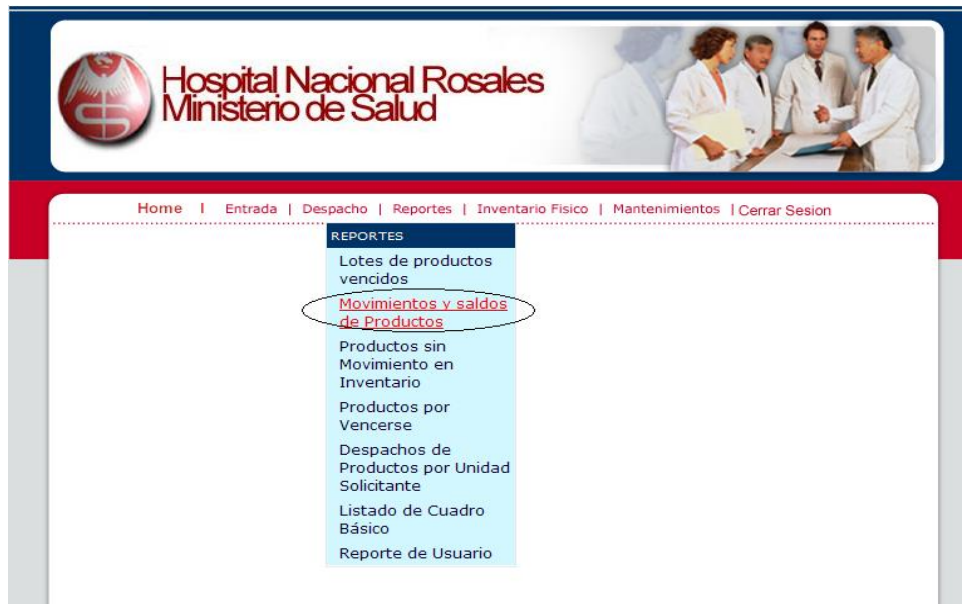 Hospital Nacional Rosales
Ministerio de Salud
Home | Entrada | Despacho | Reportes | Inventario Fisico | Mantenimientos | Cerrar Sesion
REPORTES
Lotes de productos
vencidos
Movimientos y saldos
de Productos
Productos sin
Movimiento en
Inventario
Productos por
Vencerse
Despachos de
Productos por Unidad
Solicitante
Listado de Cuadro
Básico
Reporte de Usuario